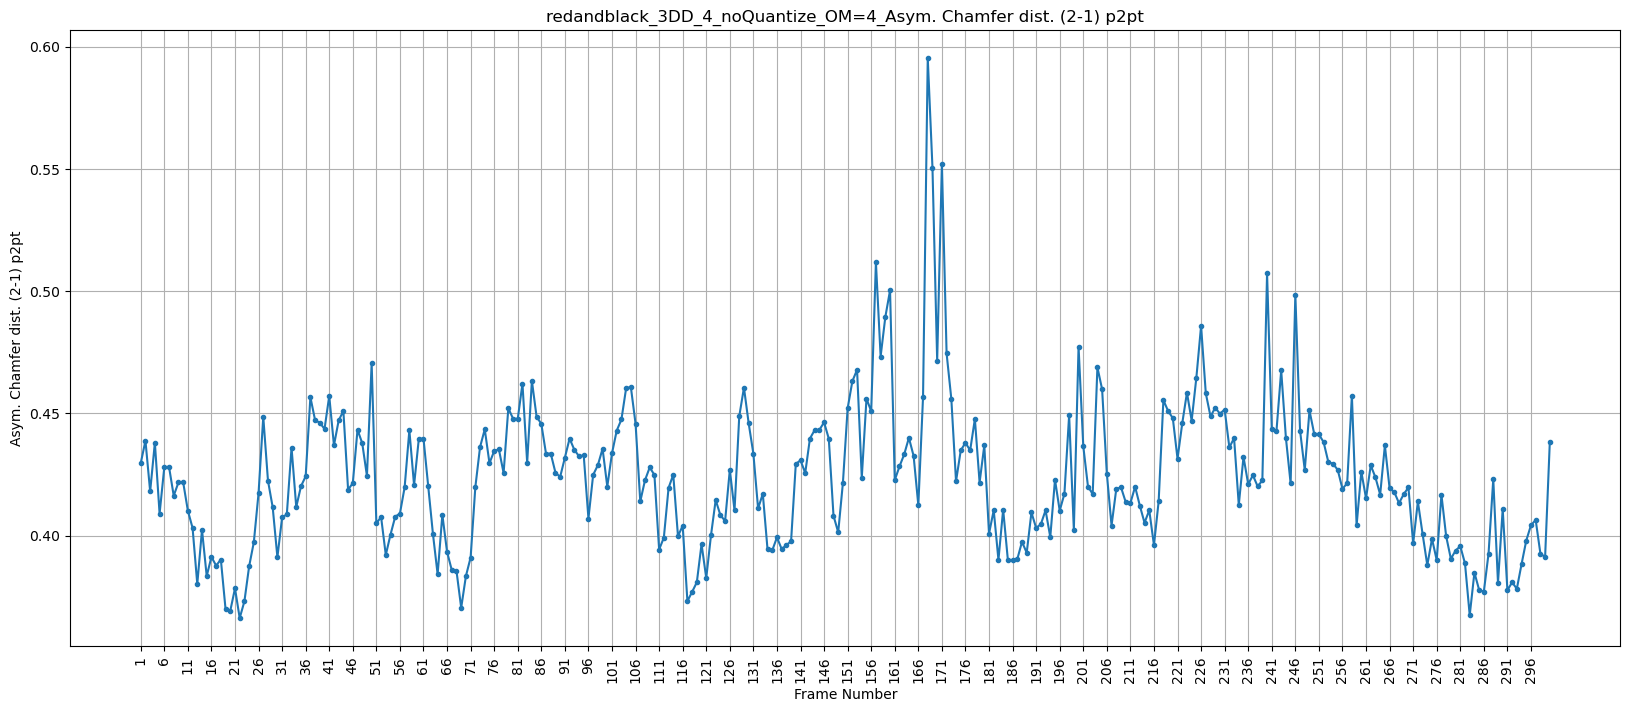 redandblack_3DD_4_noQuantize_OM=4_Asym. Chamfer dist. (2-1) p2pt
Asym. Chamfer dist. (2-1) p2pt
0.60
0.55
0.50
0.45
0.40
1 6 11 16 21 26 31 36 41 46 51 56 61 66 71 76 81 86 91 96 101 106 111 116 121 126 131 136 141 146 151 156 161 166 171 176 181 186 191 196 201 206 211 216 221 226 231 236 241 246 251 256 261 266 271 276 281 286 291 296
Frame Number